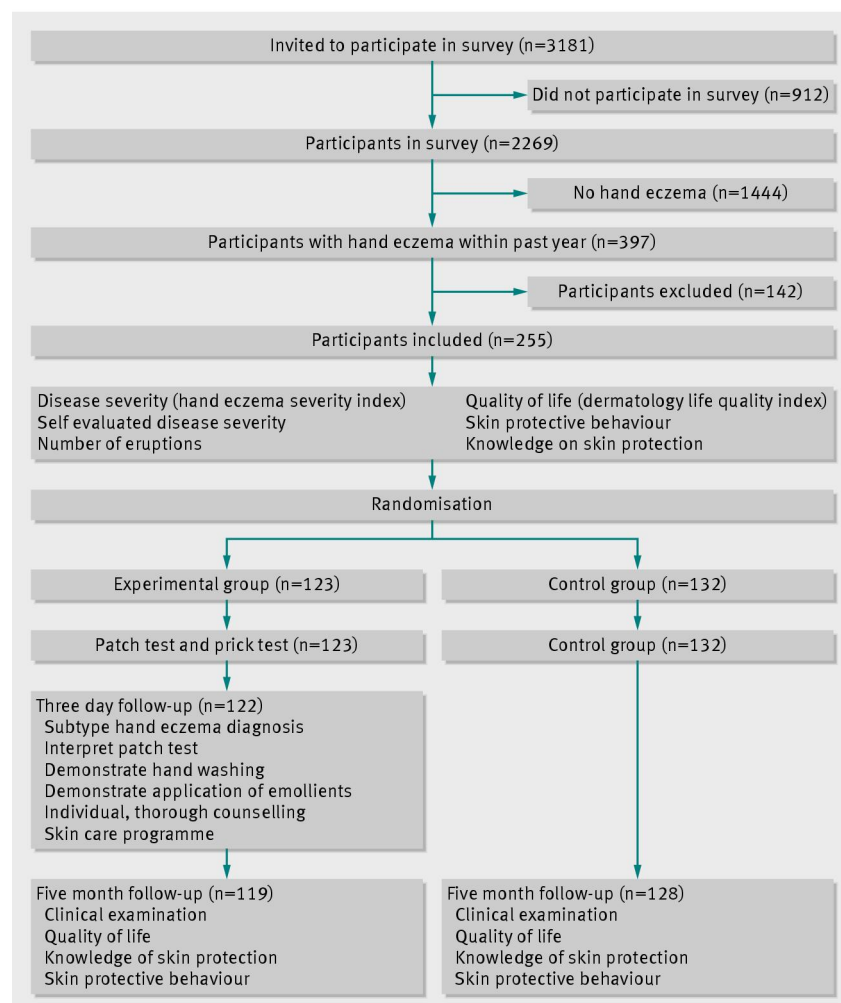 Invited to participate in survey (n=3181)
Did not participate in survey (n=912)
Participants in survey (n=2269)
No hand eczema (n=1444)
Participants with hand eczema within past year (n=397)
Participants excluded (n=142)
Participants included (n=255)
Disease severity (hand eczema severity index)
Self evaluated disease severity
Number of eruptions
Quality of life (dermatology life quality index)
Skin protective behaviour
Knowledge on skin protection
Randomisation
Experimental group (n=123)
Control group (n=132)
Patch test and prick test (n=123)
Control group (n=132)
Three day follow-up (n=122)
Subtype hand eczema diagnosis
Interpret patch test
Demonstrate hand washing
Demonstrate application of emollients
Individual, thorough counselling
Skin care programme
Five month follow-up (n=119)
Clinical examination
Quality of life
Knowledge of skin protection
Skin protective behaviour
Five month follow-up (n=128)
Clinical examination
Quality of life
Knowledge of skin protection
Skin protective behaviour